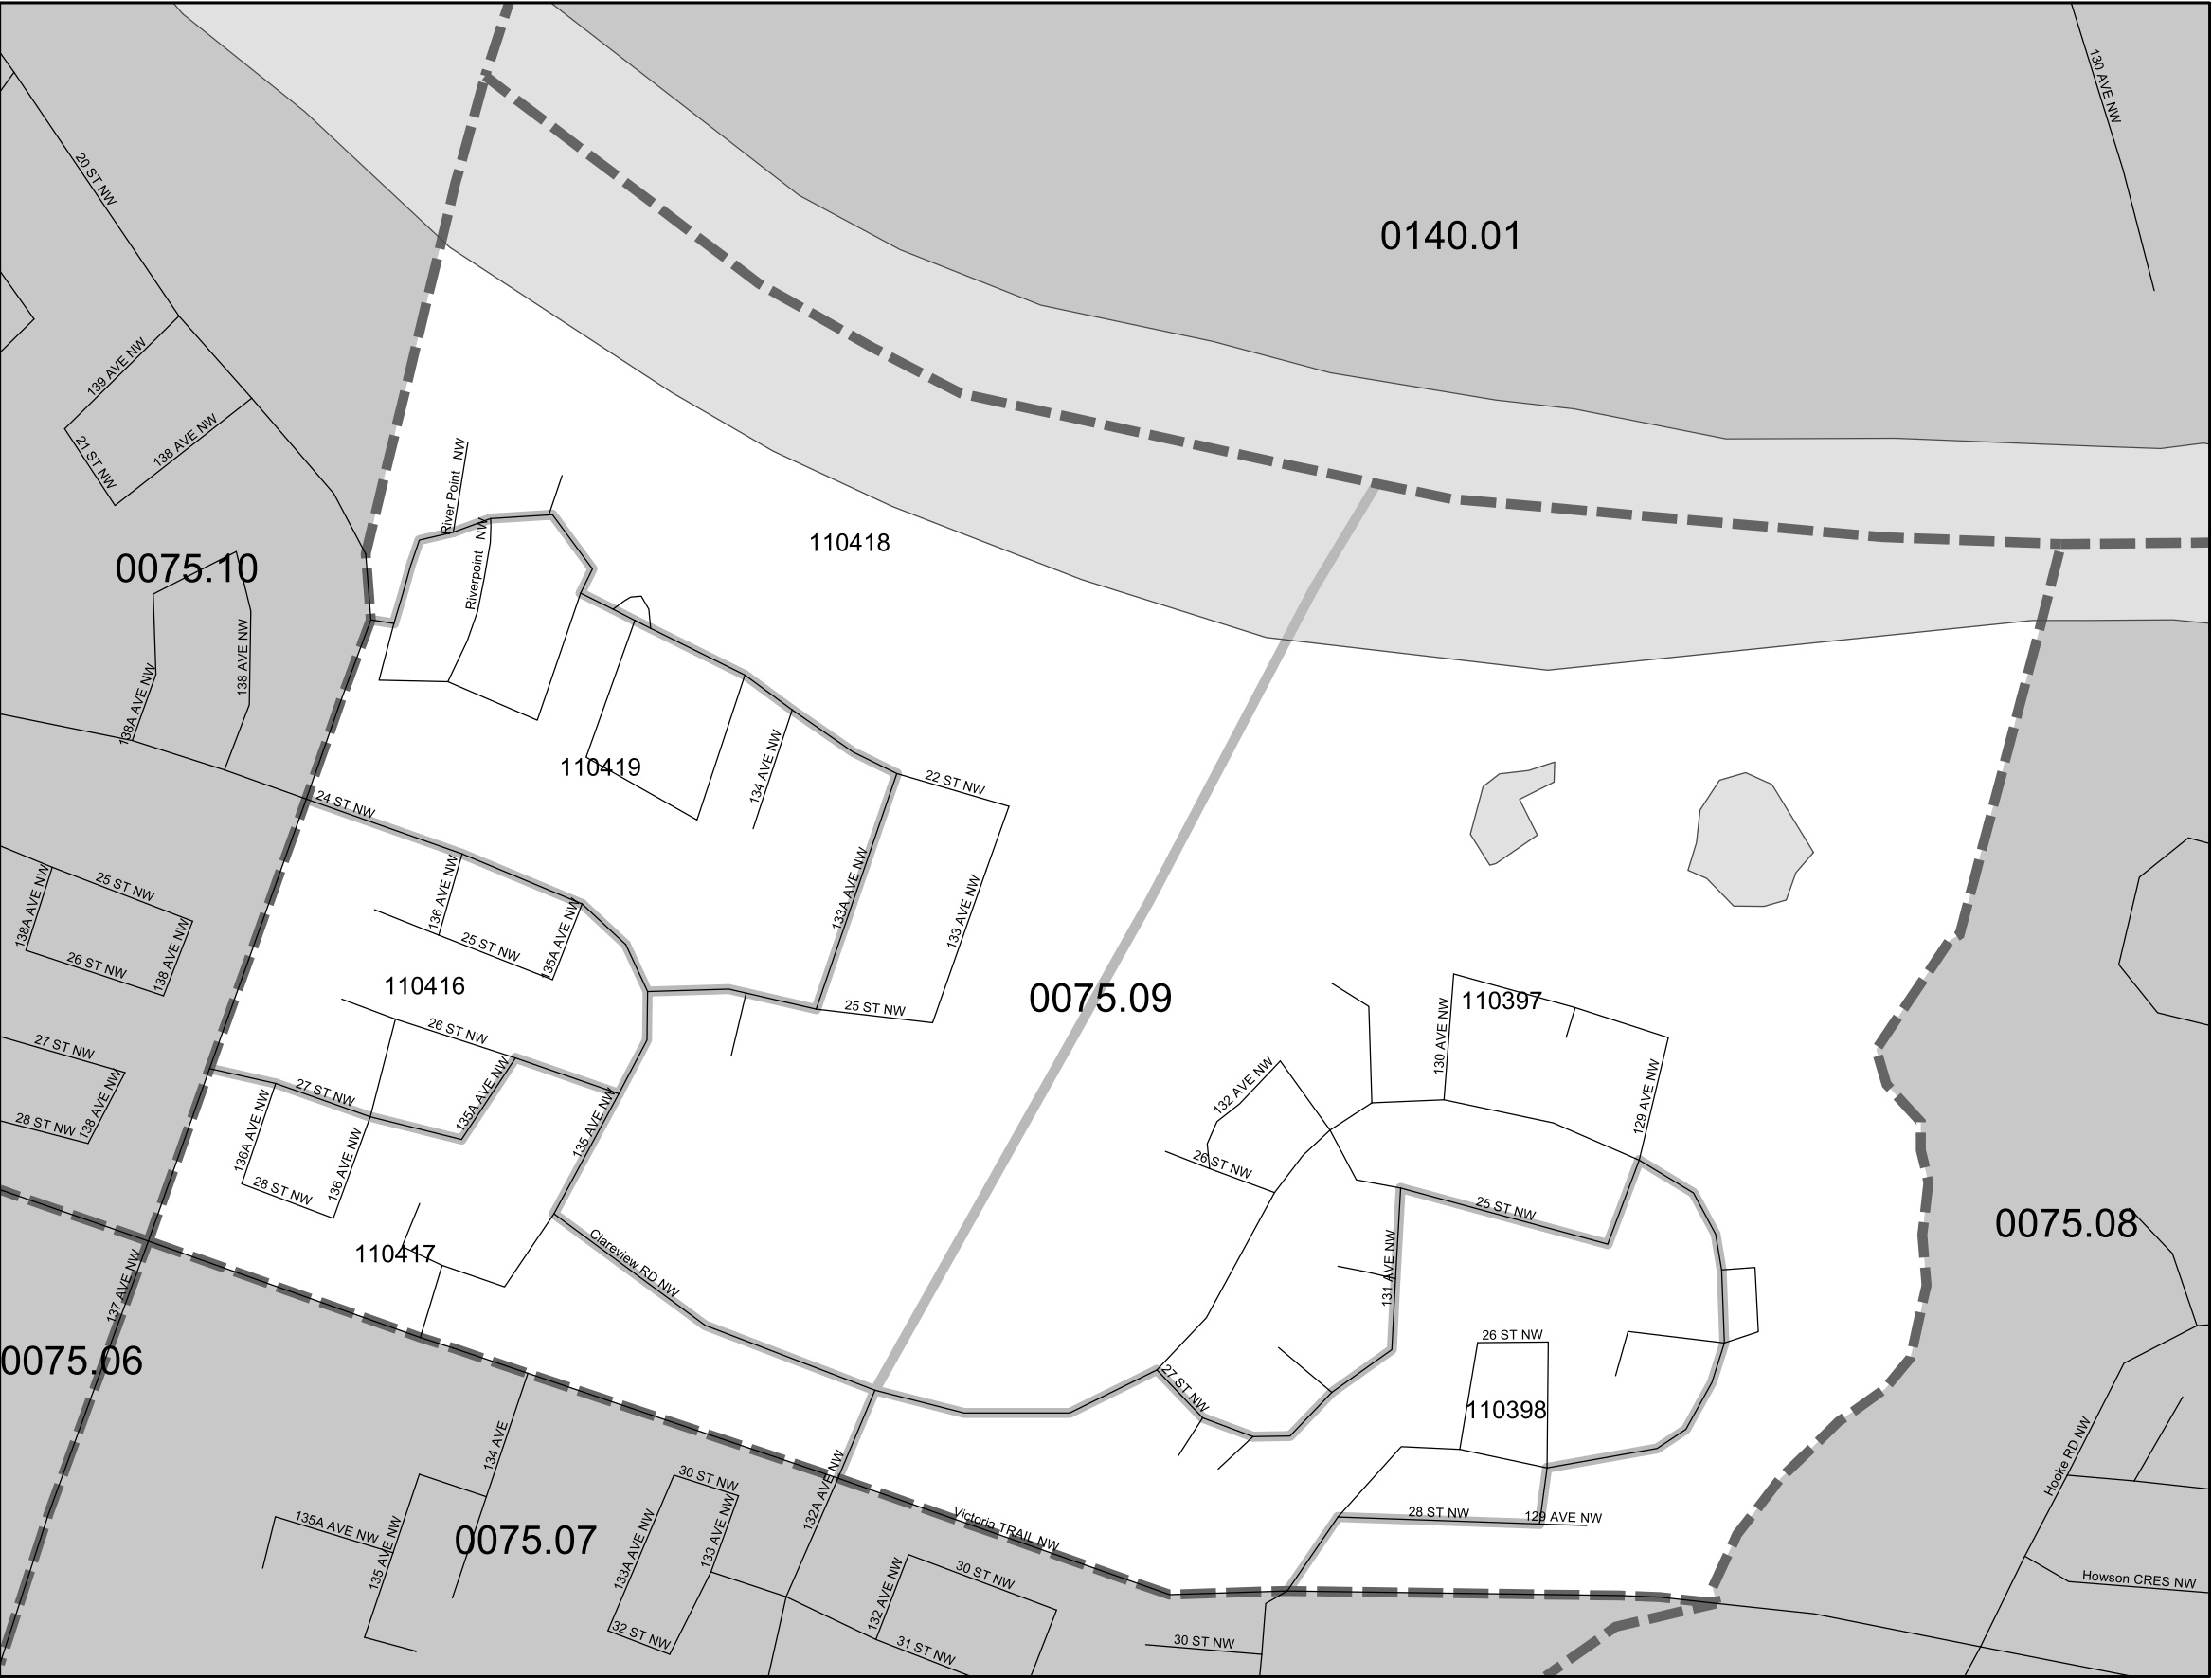 130 AVE NW
20 ST NW
0140.01
139 AVE NW
138 AVE NW
21 ST NW
River Point NW
Riverpoint NW
110418
0075.10
138 AVE NW
138A AVE NW
110419
134 AVE NW
22 ST NW
24 ST NW
133A AVE NW
133 AVE NW
25 ST NW
138A AVE NW
138 AVE NW
26 ST NW
136 AVE NW
25 ST NW
135A AVE NW
110416
0075.09
25 ST NW
110397
130 AVE NW
129 AVE NW
26 ST NW
27 ST NW
138 AVE NW
28 ST NW
27 ST NW
135A AVE NW
135 AVE NW
136A AVE NW
136 AVE NW
28 ST NW
132 AVE NW
26 ST NW
25 ST NW
0075.08
110417
Clareview RD NW
131 AVE NW
137 AVE NW
0075.06
26 ST NW
27 ST NW
110398
134 AVE
132A AVE NW
30 ST NW
133A AVE NW
133 AVE NW
32 ST NW
135A AVE NW
135 AVE NW
0075.07
Victoria TRAIL NW
28 ST NW
129 AVE NW
Hooke RD NW
Howson CRES NW
132 AVE NW
30 ST NW
31 ST NW
30 ST NW